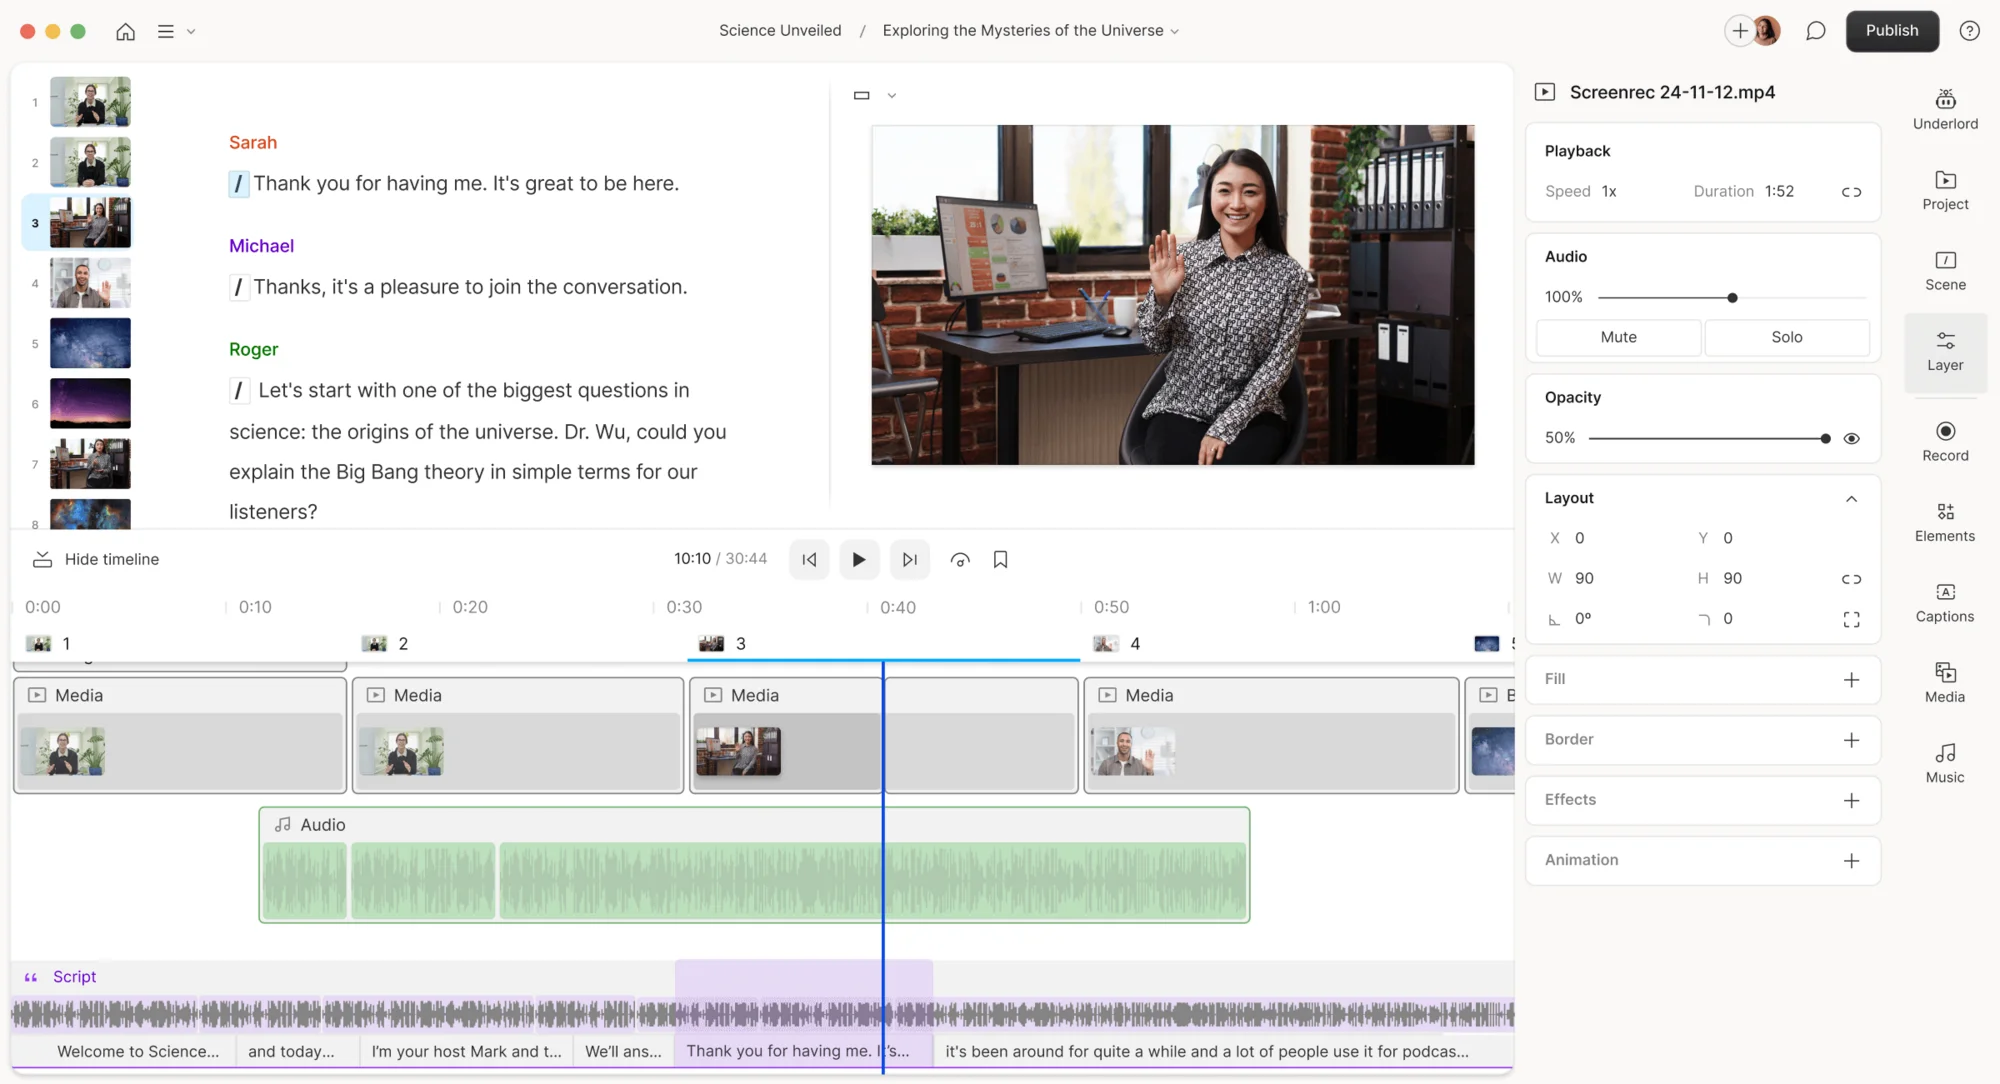 Science Unveiled / Exploring the Mysteries of the Universe
Publish
1
2
3
4
5
6
7
8
Sarah
/ Thank you for having me. It's great to be here.
Michael
/ Thanks, it's a pleasure to join the conversation.
Roger
/ Let's start with one of the biggest questions in
science: the origins of the universe. Dr. Wu, could you
explain the Big Bang theory in simple terms for our
listeners?
Screenrec 24-11-12.mp4
Playback
Speed 1x Duration 1:52
Audio
100%
Mute Solo
Opacity
50%
Layout
X 0 Y 0
W 90 H 90
0° 0
Fill
Border
Effects
Animation
Underlord
Project
Scene
Layer
Record
Elements
Captions
Media
Music
Hide timeline
10:10 / 30:44
0:00 0:10 0:20 0:30 0:40 0:50 1:00
1 2 3 4
Media Media Media Media
Audio
Script
Welcome to Science... and today... I'm your host Mark and t... We'll ans... Thank you for having me. It's... it's been around for quite a while and a lot of people use it for podcas...